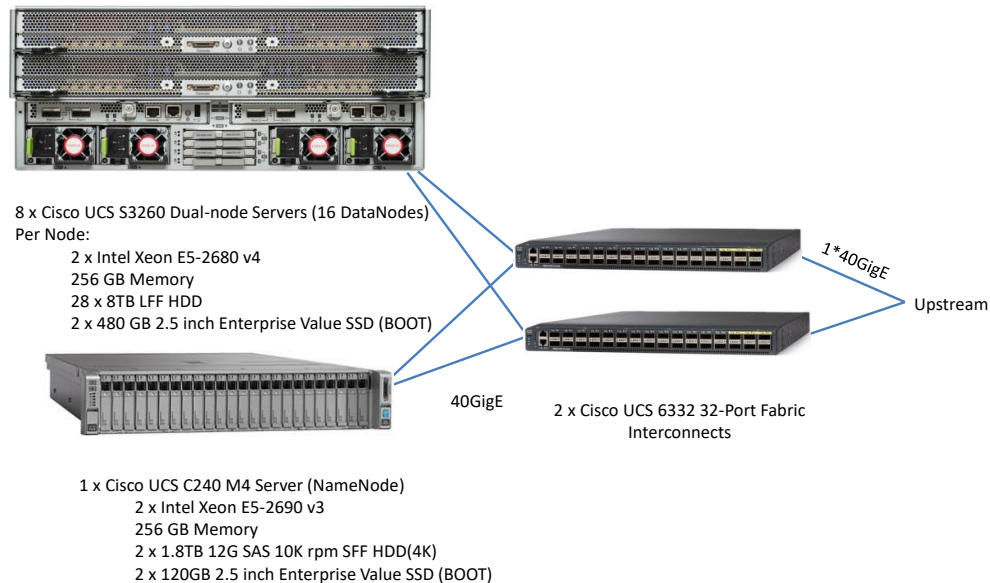 8 x Cisco UCS S3260 Dual-node Servers (16 DataNodes)
Per Node:
2 x Intel Xeon E5-2680 v4
256 GB Memory
28 x 8TB LFF HDD
2 x 480 GB 2.5 inch Enterprise Value SSD (BOOT)
1*40GigE
Upstream
40GigE
2 x Cisco UCS 6332 32-Port Fabric
Interconnects
1 x Cisco UCS C240 M4 Server (NameNode)
2 x Intel Xeon E5-2690 v3
256 GB Memory
2 x 1.8TB 12G SAS 10K rpm SFF HDD(4K)
2 x 120GB 2.5 inch Enterprise Value SSD (BOOT)